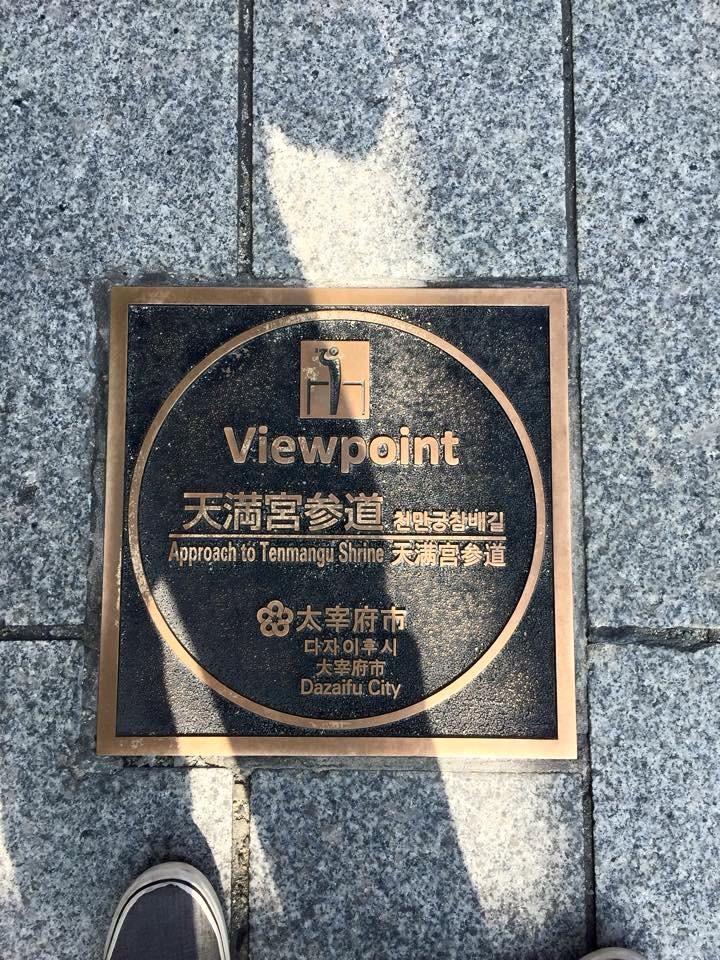 Viewpoint
天満宮参道 천만궁참배길
Approach to Tenmangu Shrine 天满宫参道
太宰府市
다자이후시
太宰府市
Dazaifu City